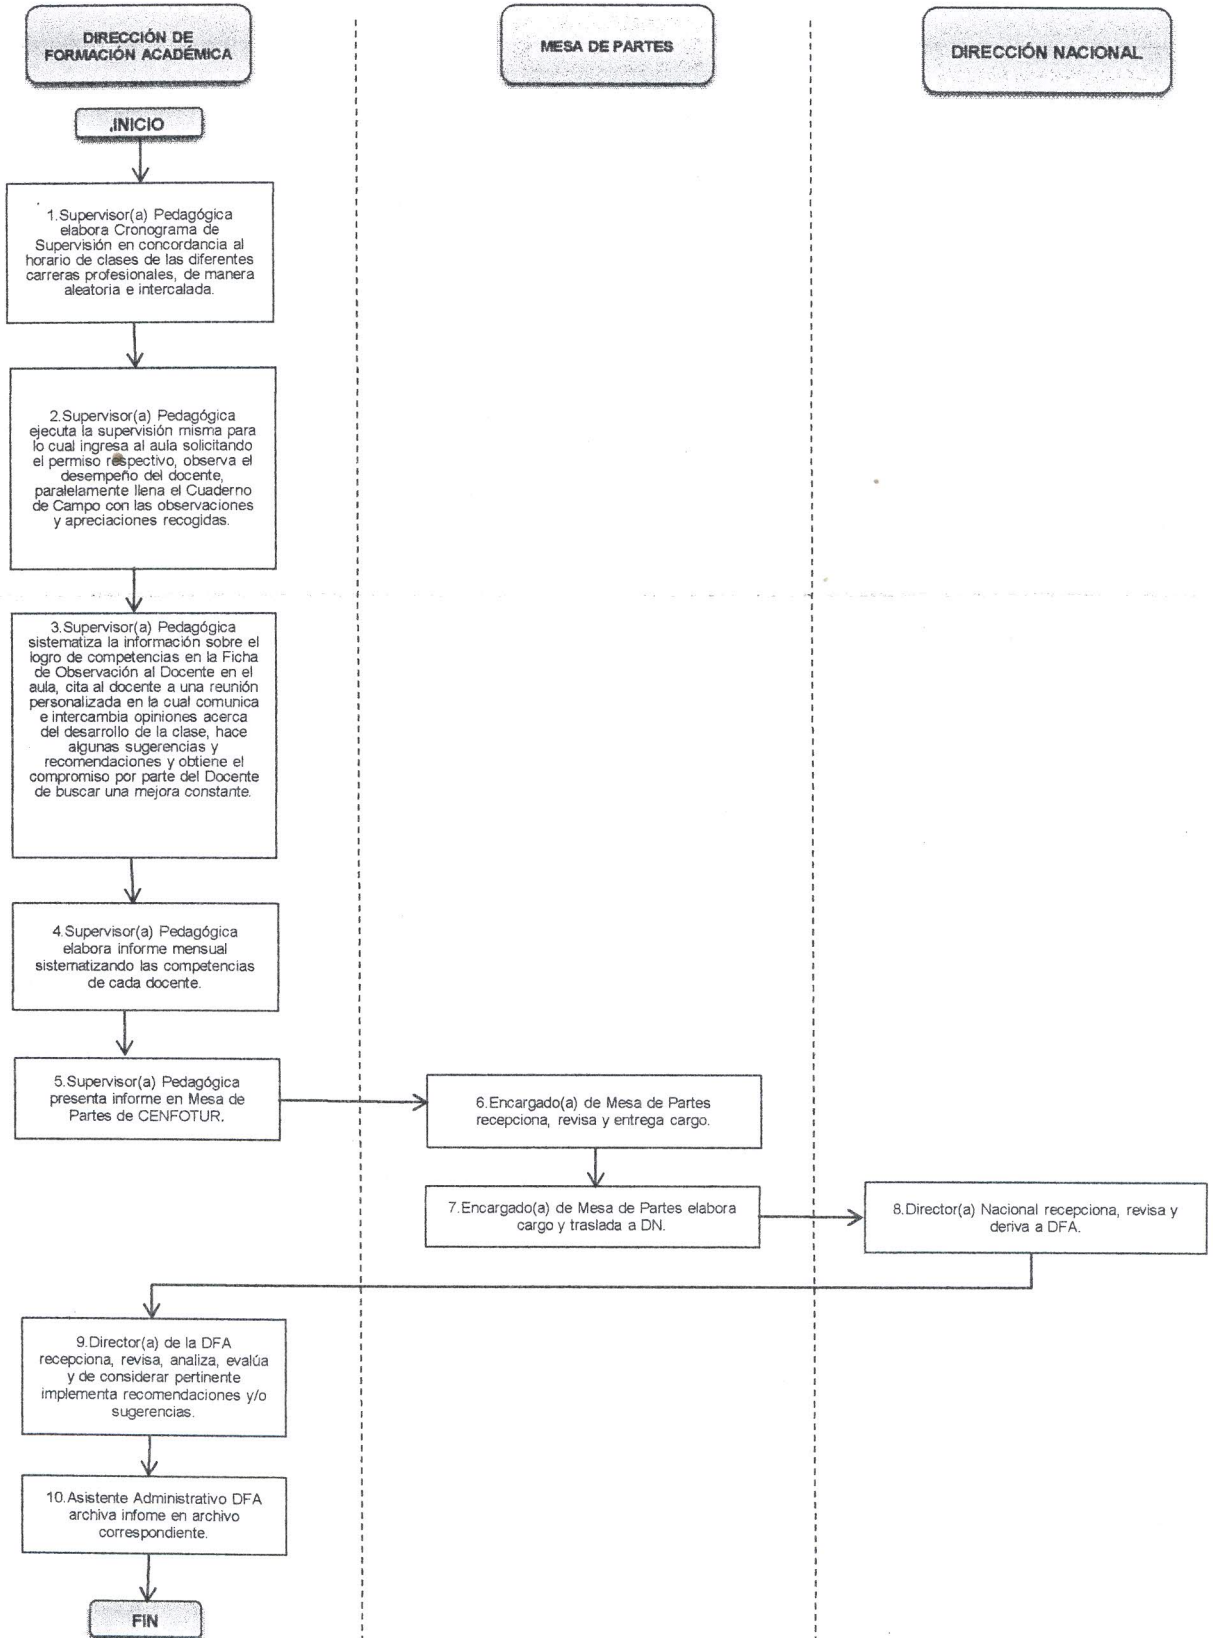 DIRECCIÓN DE
FORMACIÓN ACADÉMICA
MESA DE PARTES
DIRECCIÓN NACIONAL
.INICIO
1.Supervisor(a) Pedagógica
elabora Cronograma de
Supervisión en concordancia al
horario de clases de las diferentes
carreras profesionales, de manera
aleatoria e intercalada.
2.Supervisor(a) Pedagógica
ejecuta la supervisión misma para
lo cual ingresa al aula solicitando
el permiso respectivo, observa el
desempeño del docente,
paralelamente llena el Cuaderno
de Campo con las observaciones
y apreciaciones recogidas.
3.Supervisor(a) Pedagógica
sistematiza la información sobre el
logro de competencias en la Ficha
de Observación al Docente en el
aula, cita al docente a una reunión
personalizada en la cual comunica
e intercambia opiniones acerca
del desarrollo de la clase, hace
algunas sugerencias y
recomendaciones y obtiene el
compromiso por parte del Docente
de buscar una mejora constante.
4.Supervisor(a) Pedagógica
elabora informe mensual
sistematizando las competencias
de cada docente.
5.Supervisor(a) Pedagógica
presenta informe en Mesa de
Partes de CENFOTUR.
6.Encargado(a) de Mesa de Partes
recepciona, revisa y entrega cargo.
7.Encargado(a) de Mesa de Partes elabora
cargo y traslada a DN.
8.Director(a) Nacional recepciona, revisa y
deriva a DFA.
9.Director(a) de la DFA
recepciona, revisa, analiza, evalúa
y de considerar pertinente
implementa recomendaciones y/o
sugerencias.
10.Asistente Administrativo DFA
archiva infome en archivo
correspondiente.
FIN